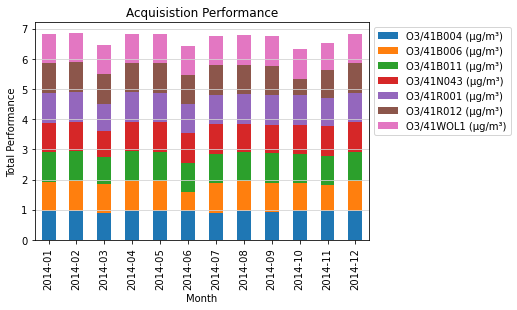 Acquisistion Performance
Total Performance
7
6
5
4
3
2
1
0
2014-01
2014-02
2014-03
2014-04
2014-05
2014-06
2014-07
2014-08
2014-09
2014-10
2014-11
2014-12
Month
O3/41B004 (µg/m³)
O3/41B006 (µg/m³)
O3/41B011 (µg/m³)
O3/41N043 (µg/m³)
O3/41R001 (µg/m³)
O3/41R012 (µg/m³)
O3/41WOL1 (µg/m³)